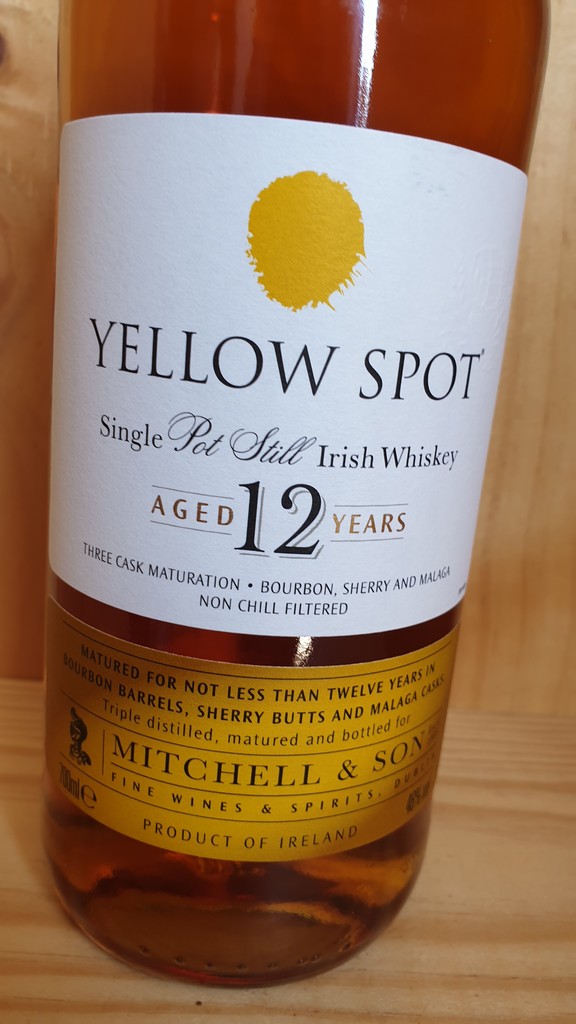 YELLOW SPOT
Single Pot Still Irish Whiskey
AGED 12 YEARS
THREE CASK MATURATION • BOURBON, SHERRY AND MALAGA
NON CHILL FILTERED
MATURED FOR NOT LESS THAN TWELVE YEARS IN
BOURBON BARRELS, SHERRY BUTTS AND MALAGA CASKS.
Triple distilled, matured and bottled for
MITCHELL & SON
FINE WINES & SPIRITS, DUBLIN
700ml ℮
46%
PRODUCT OF IRELAND